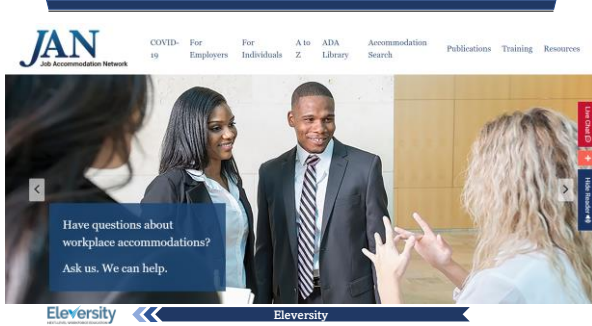 JAN
Job Accommodation Network
COVID-19
For Employers
For Individuals
A to Z
ADA Library
Accommodation Search
Publications
Training
Resources
Live Chat
+
Hide Reader
<
>
Have questions about
workplace accommodations?
Ask us. We can help.
Eleversity
Eleversity